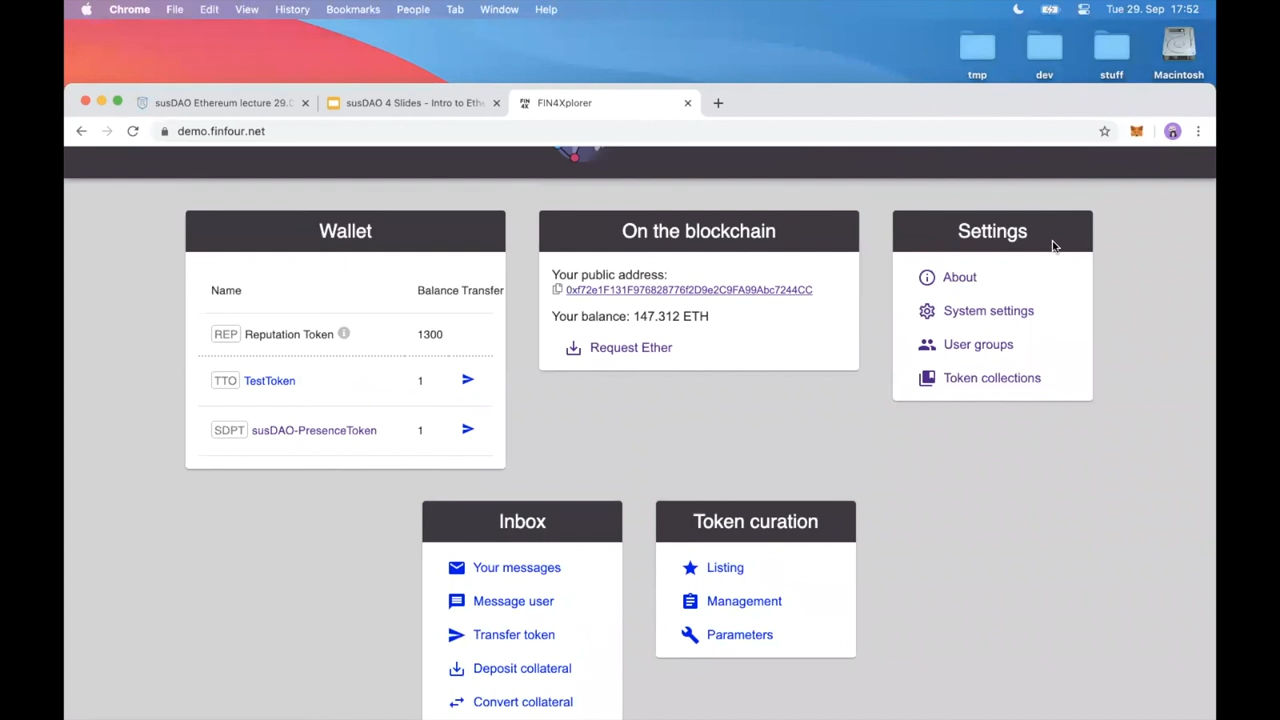 Chrome File Edit View History Bookmarks People Tab Window Help Tue 29. Sep 17:52
tmp dev stuff Macintosh
susDAO Ethereum lecture 29. susDAO 4 Slides - Intro to Eth FIN4X FIN4Xplorer
demo.finfour.net
Wallet
Name Balance Transfer
REP Reputation Token 1300
TTO TestToken 1
SDPT susDAO-PresenceToken 1
On the blockchain
Your public address:
0xf72e1F131F976828776f2D9e2C9FA99Abc7244CC
Your balance: 147.312 ETH
Request Ether
Settings
About
System settings
User groups
Token collections
Inbox
Your messages
Message user
Transfer token
Deposit collateral
Convert collateral
Token curation
Listing
Management
Parameters